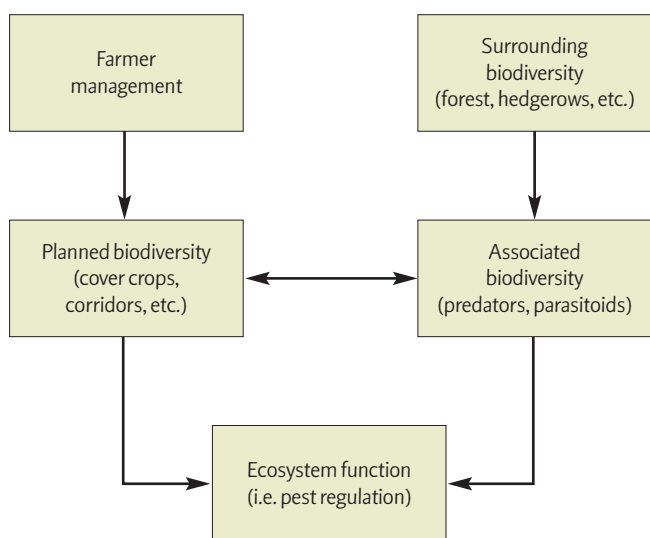 Farmer
management
Surrounding
biodiversity
(forest, hedgerows, etc.)
Planned biodiversity
(cover crops,
corridors, etc.)
Associated
biodiversity
(predators, parasitoids)
Ecosystem function
(i.e. pest regulation)